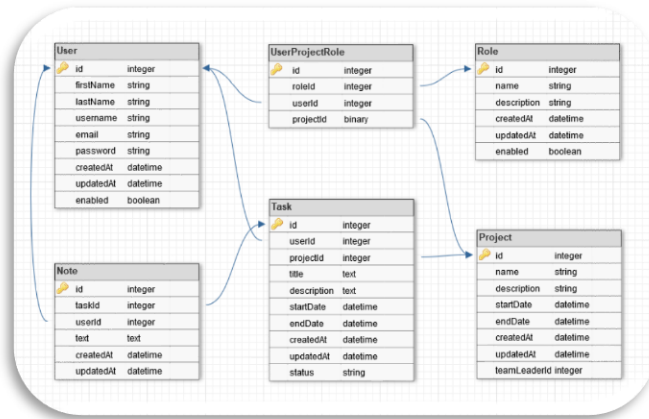 User
id integer
firstName string
lastName string
username string
email string
password string
createdAt datetime
updatedAt datetime
enabled boolean
UserProjectRole
id integer
roleId integer
userId integer
projectId binary
Role
id integer
name string
description string
createdAt datetime
updatedAt datetime
enabled boolean
Note
id integer
taskId integer
userId integer
text text
createdAt datetime
updatedAt datetime
Task
id integer
userId integer
projectId integer
title text
description text
startDate datetime
endDate datetime
createdAt datetime
updatedAt datetime
status string
Project
id integer
name string
description string
startDate datetime
endDate datetime
createdAt datetime
updatedAt datetime
teamLeaderId integer